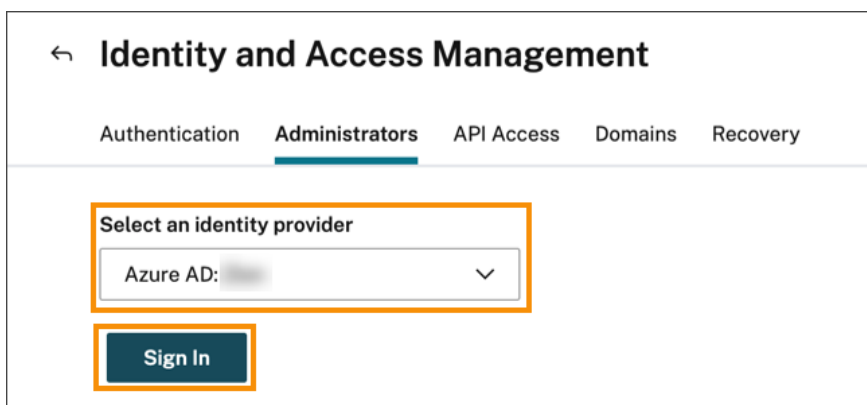 Identity and Access Management
Authentication Administrators API Access Domains Recovery
Select an identity provider
Azure AD:
Sign In